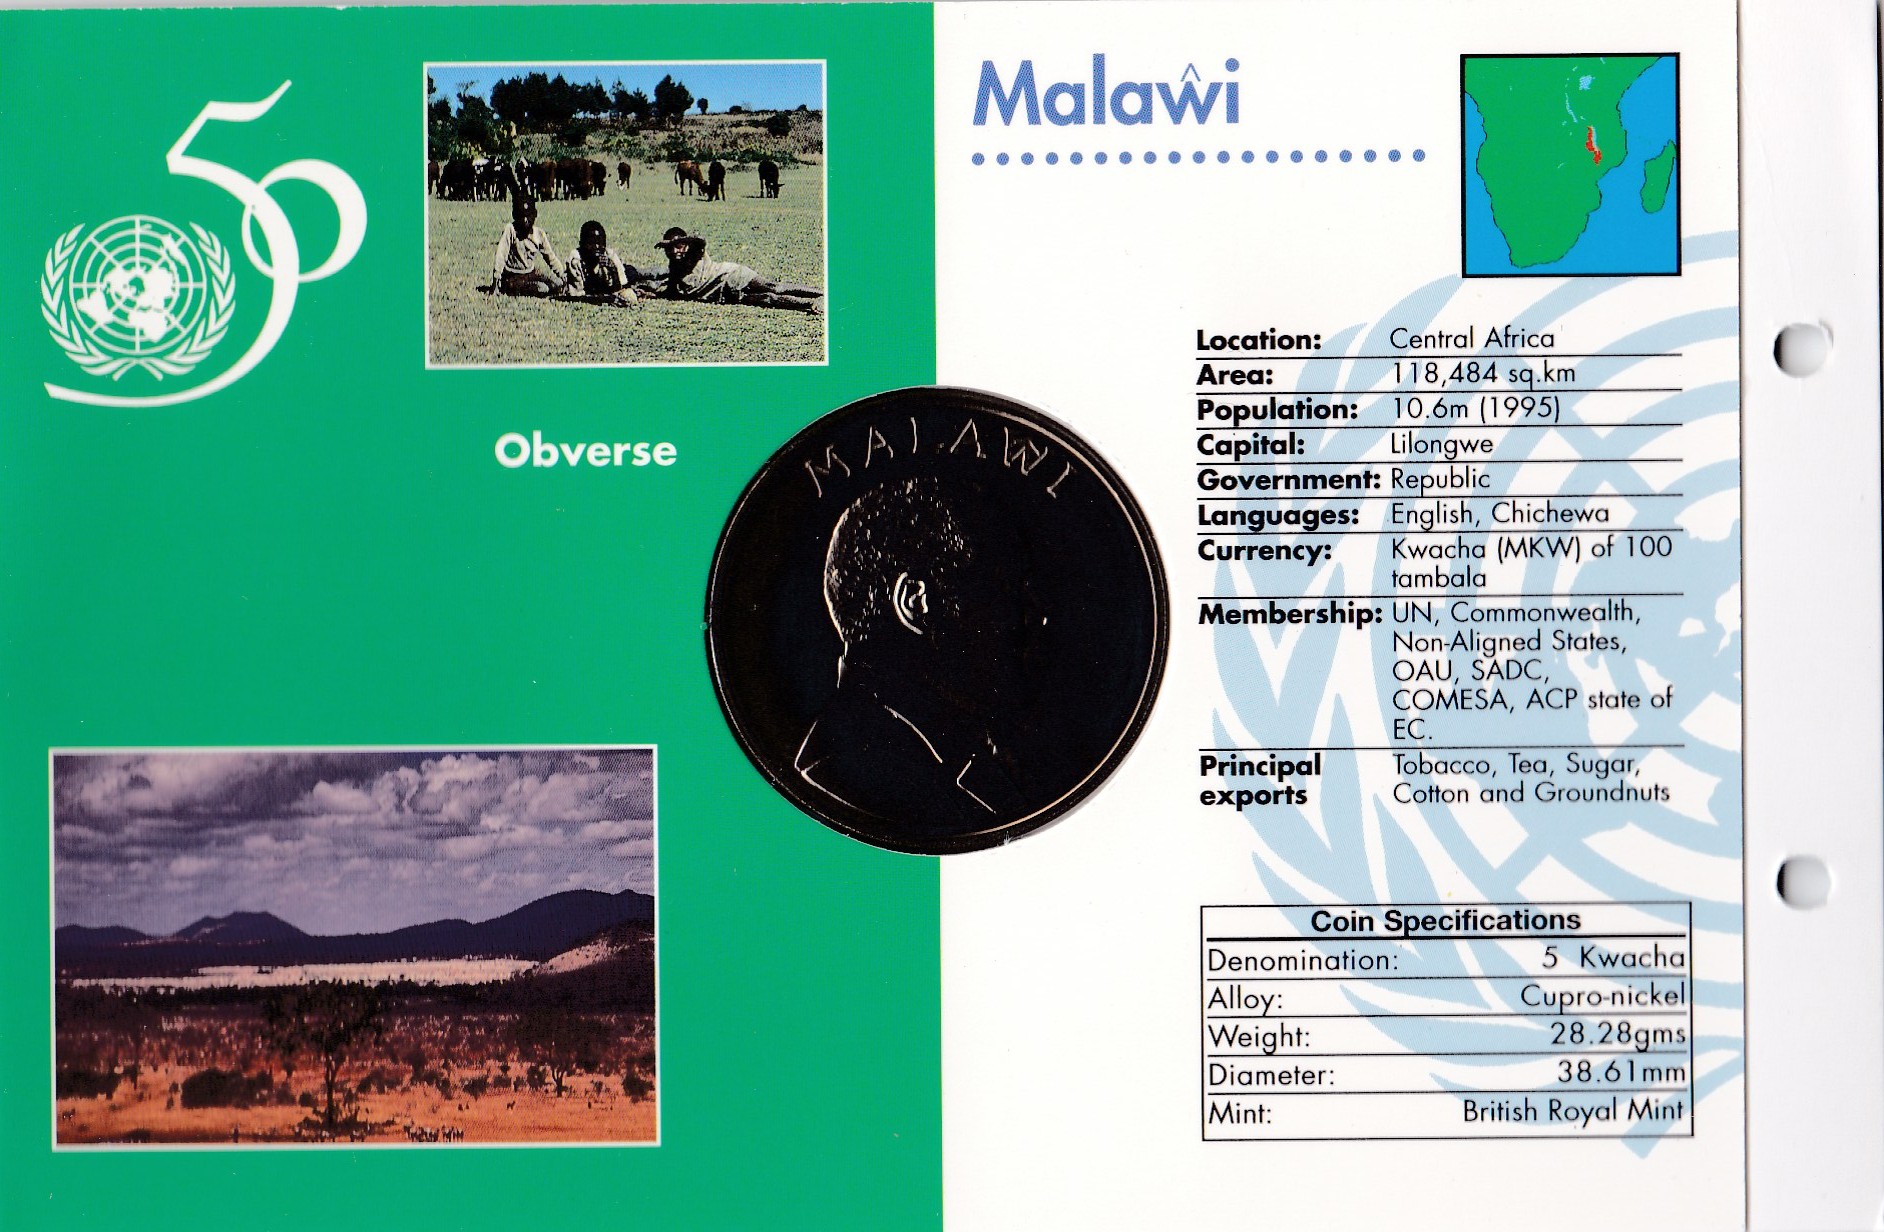 50
Malaŵi
Obverse
MALAWI
Location: Central Africa
Area: 118,484 sq.km
Population: 10.6m (1995)
Capital: Lilongwe
Government: Republic
Languages: English, Chichewa
Currency: Kwacha (MKW) of 100
tambala
Membership: UN, Commonwealth,
Non-Aligned States,
OAU, SADC,
COMESA, ACP state of
EC.
Principal Tobacco, Tea, Sugar,
exports Cotton and Groundnuts
Coin Specifications
Denomination: 5 Kwacha
Alloy: Cupro-nickel
Weight: 28.28gms
Diameter: 38.61mm
Mint: British Royal Mint